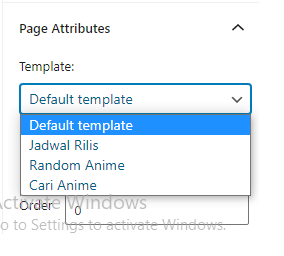 Page Attributes
Template:
Default template
Default template
Jadwal Rilis
Random Anime
Cari Anime
Activate Windows
Order 0
o to Settings to activate Windows.